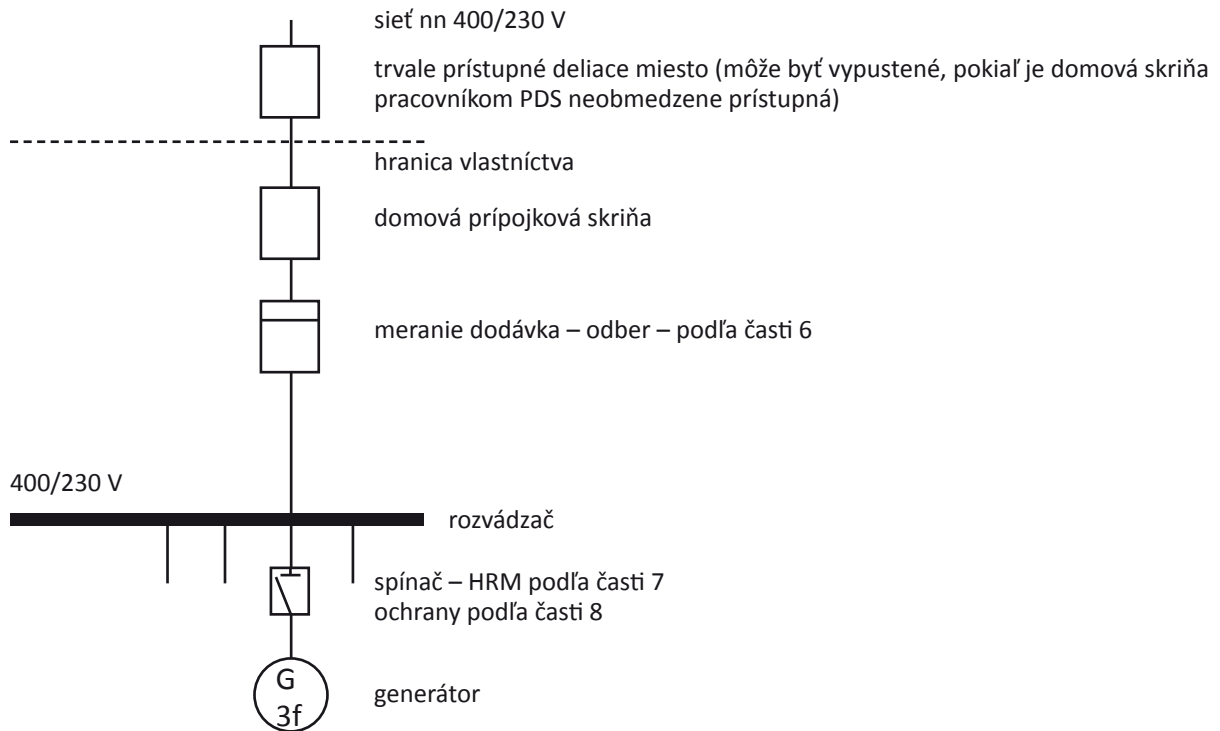 sieť nn 400/230 V
trvale prístupné deliace miesto (môže byť vypustené, pokiaľ je domová skriňa
pracovníkom PDS neobmedzene prístupná)
hranica vlastníctva
domová prípojková skriňa
meranie dodávka – odber – podľa časti 6
400/230 V
rozvádzač
spínač – HRM podľa časti 7
ochrany podľa časti 8
G
3f
generátor